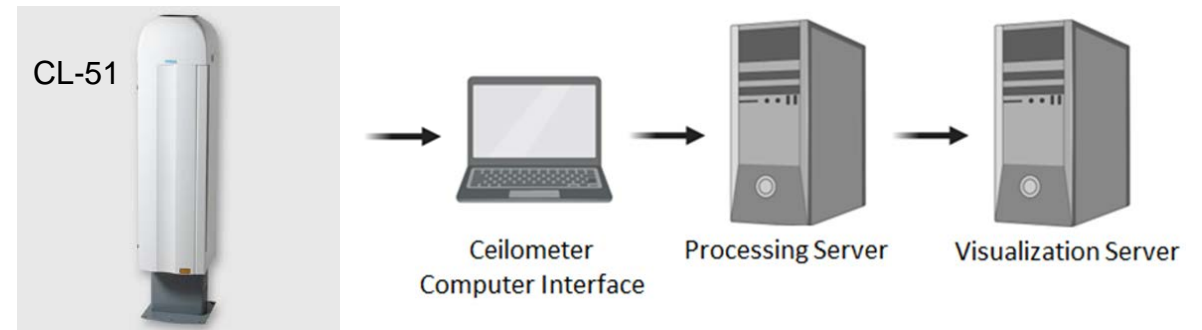 CL-51
Ceilometer
Computer Interface
Processing Server
Visualization Server